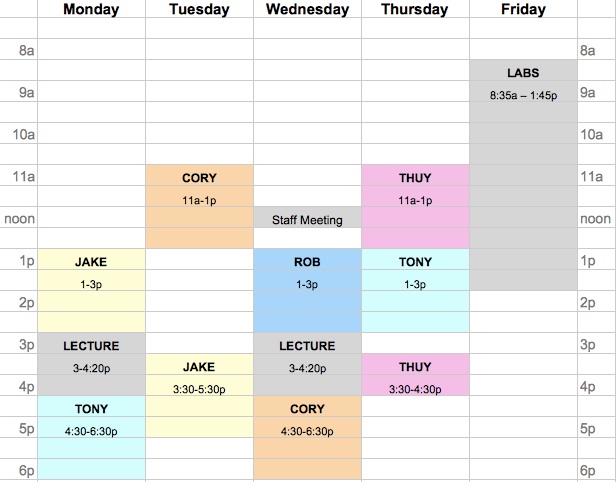 Monday Tuesday Wednesday Thursday Friday
8a 8a
LABS
9a 8:35a – 1:45p 9a
10a 10a
11a CORY THUY 11a
11a-1p 11a-1p
noon Staff Meeting noon
1p JAKE ROB TONY 1p
1-3p 1-3p 1-3p
2p 2p
3p LECTURE LECTURE 3p
3-4:20p JAKE 3-4:20p THUY
4p 3:30-5:30p 3:30-4:30p 4p
TONY CORY
5p 4:30-6:30p 4:30-6:30p 5p
6p 6p